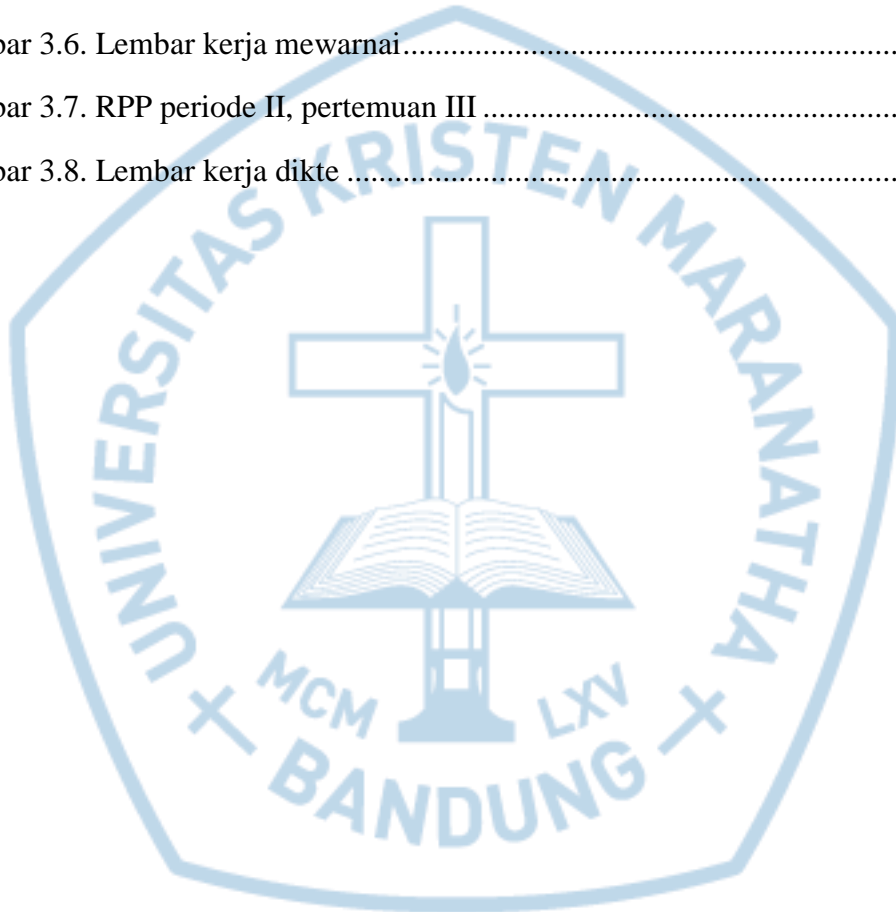 bar 3.6. Lembar kerja mewarnai.....................................................................
bar 3.7. RPP periode II, pertemuan III ...........................................................
bar 3.8. Lembar kerja dikte ............................................................................
UNIVERSITAS KRISTEN MARANATHA
MCM LXV
BANDUNG